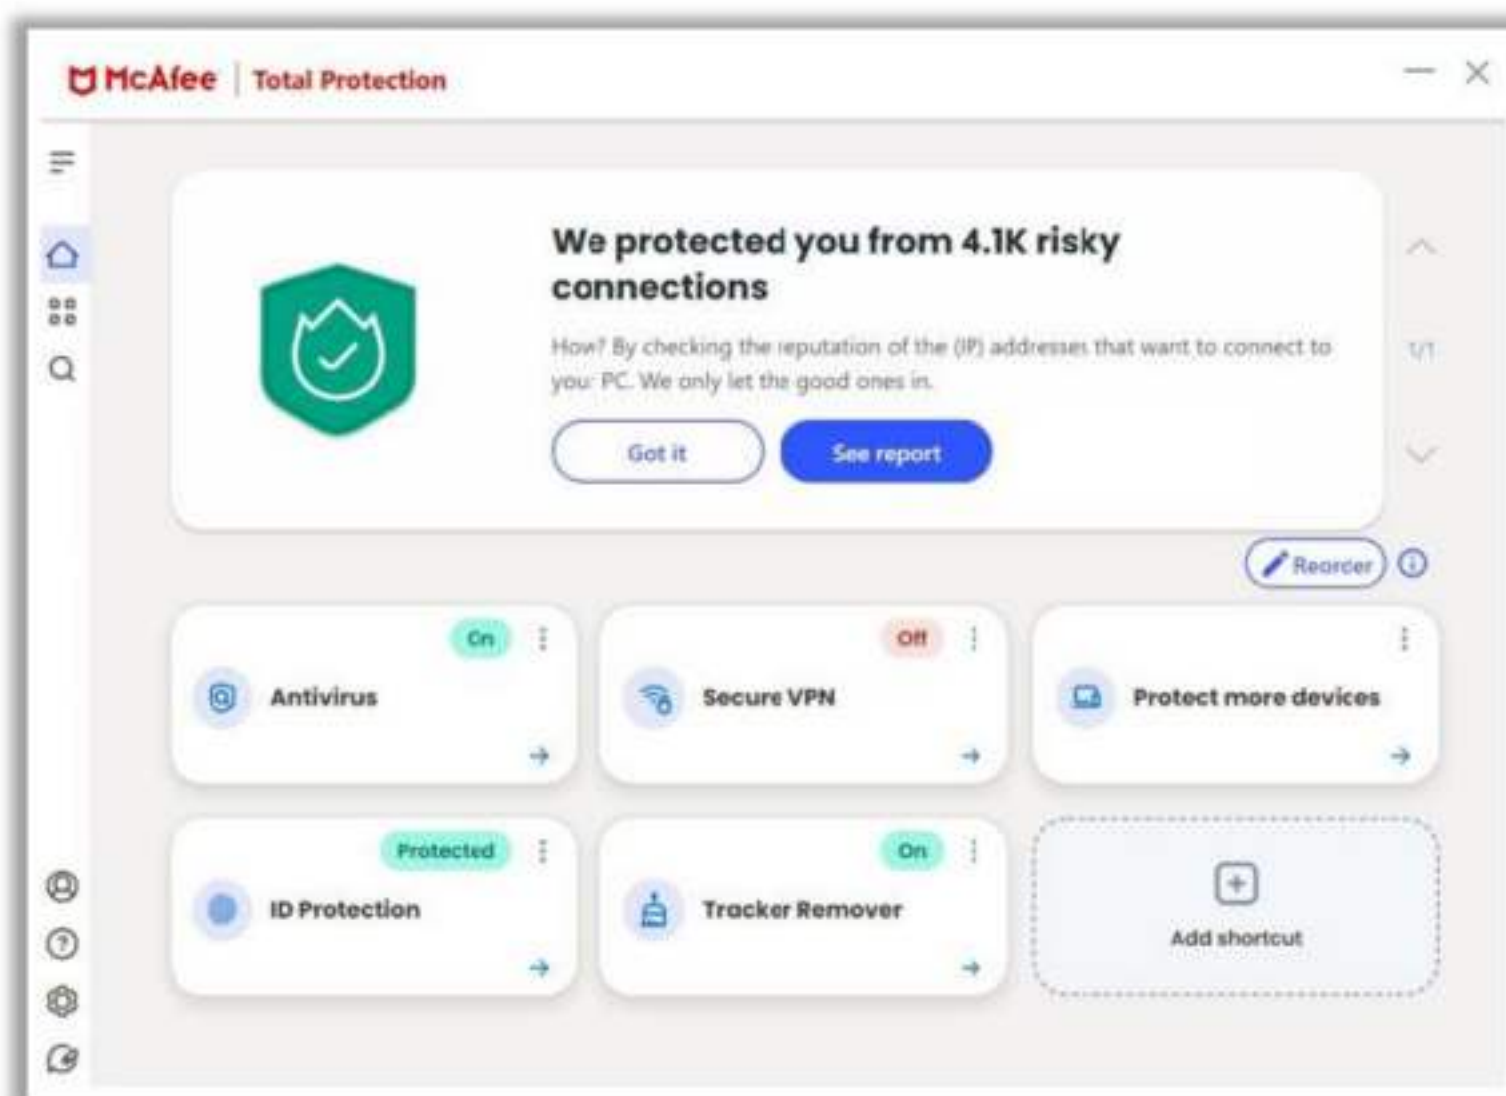 McAfee | Total Protection
We protected you from 4.1K risky
connections
How? By checking the reputation of the (IP) addresses that want to connect to
your PC. We only let the good ones in.
1/1
Got it
See report
Reorder
On
Off
Antivirus
Secure VPN
Protect more devices
Protected
On
ID Protection
Tracker Remover
Add shortcut